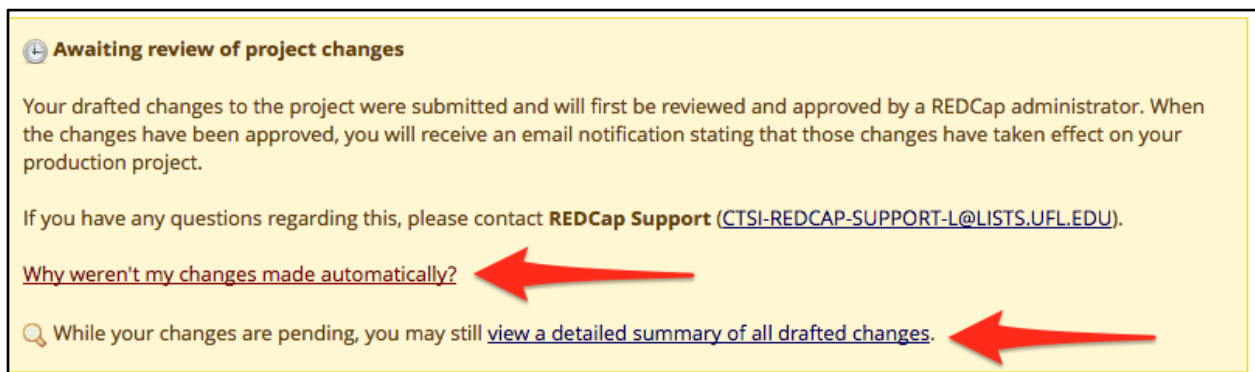 Awaiting review of project changes
Your drafted changes to the project were submitted and will first be reviewed and approved by a REDCap administrator. When
the changes have been approved, you will receive an email notification stating that those changes have taken effect on your
production project.
If you have any questions regarding this, please contact REDCap Support (CTSI-REDCAP-SUPPORT-L@LISTS.UFL.EDU).
Why weren't my changes made automatically?
While your changes are pending, you may still view a detailed summary of all drafted changes.